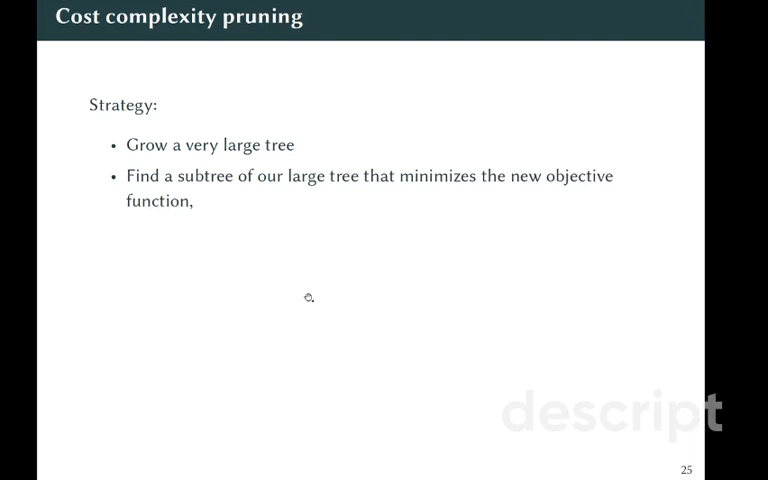 Cost complexity pruning
Strategy:
• Grow a very large tree
• Find a subtree of our large tree that minimizes the new objective
function,
descript
25